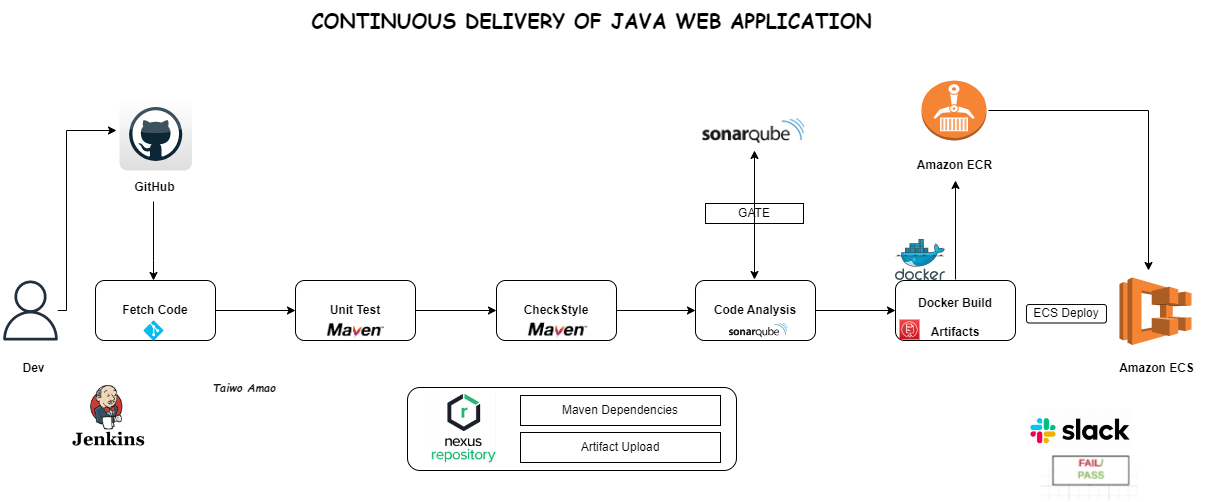 CONTINUOUS DELIVERY OF JAVA WEB APPLICATION
sonarqube
GitHub
Amazon ECR
GATE
docker
Fetch Code
Unit Test
Maven
CheckStyle
Maven
Code Analysis
sonarqube
Docker Build
Artifacts
ECS Deploy
Dev
Amazon ECS
Taiwo Amao
Jenkins
nexus
repository
Maven Dependencies
Artifact Upload
slack
FAIL/
PASS